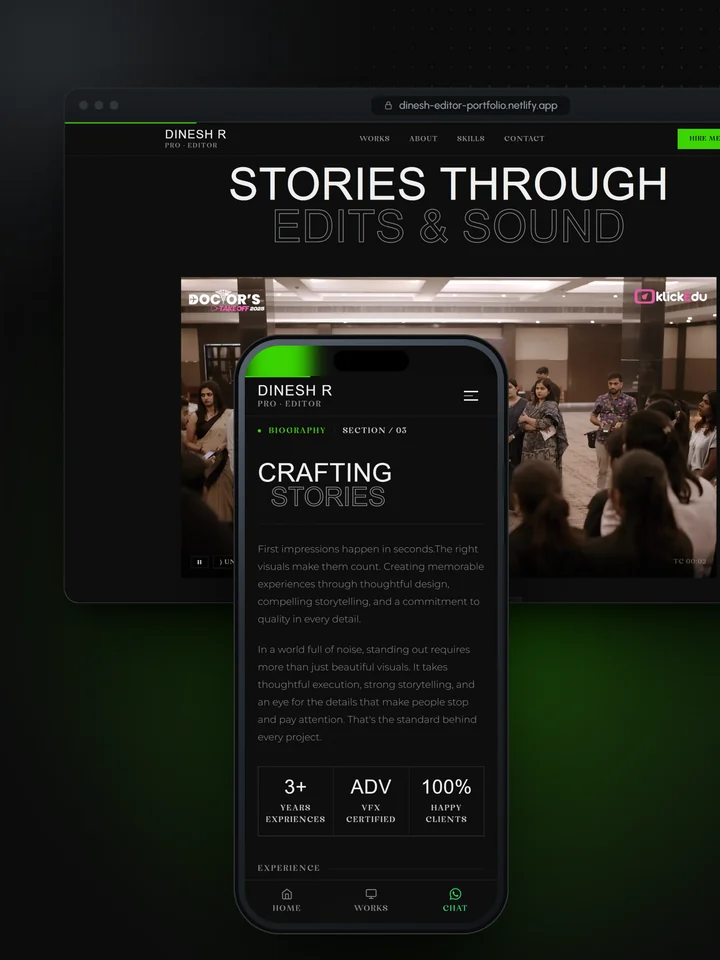 dinesh-editor-portfolio.netlify.app
DINESH R
PRO · EDITOR
WORKS
ABOUT
SKILLS
CONTACT
HIRE
STORIES THROUGH
EDITS & SOUND
DOCTOR'S
TAKEOFF 2025
klickEdu
TC 00:02
DINESH R
PRO · EDITOR
• BIOGRAPHY
SECTION / 03
CRAFTING
STORIES
First impressions happen in seconds.The right
visuals make them count. Creating memorable
experiences through thoughtful design,
compelling storytelling, and a commitment to
quality in every detail.
In a world full of noise, standing out requires
more than just beautiful visuals. It takes
thoughtful execution, strong storytelling, and
an eye for the details that make people stop
and pay attention. That's the standard behind
every project.
3+
YEARS
EXPRIENCES
ADV
VFX
CERTIFIED
100%
HAPPY
CLIENTS
EXPERIENCE
HOME
WORKS
CHAT